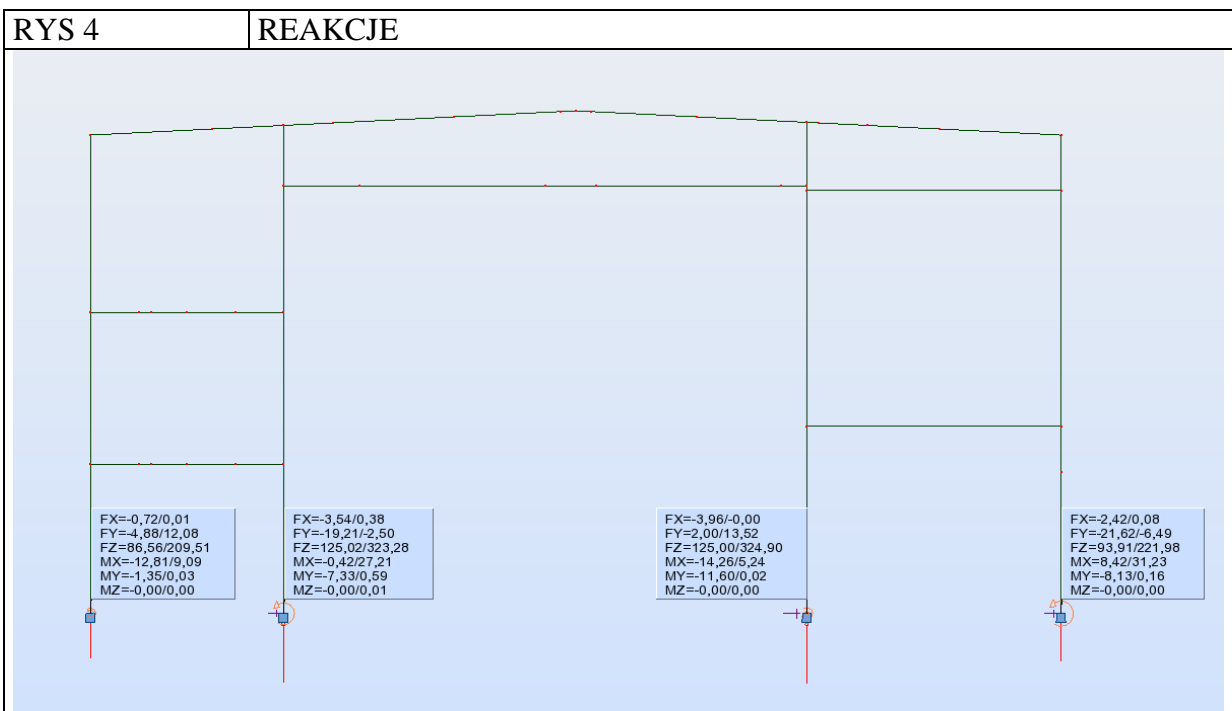 RYS 4 REAKCJE
FX=-0,72/0,01
FY=-4,88/12,08
FZ=86,56/209,51
MX=-12,81/9,09
MY=-1,35/0,03
MZ=-0,00/0,00
FX=-3,54/0,38
FY=-19,21/-2,50
FZ=125,02/323,28
MX=-0,42/27,21
MY=-7,33/0,59
MZ=-0,00/0,01
FX=-3,96/-0,00
FY=2,00/13,52
FZ=125,00/324,90
MX=-14,26/5,24
MY=-11,60/0,02
MZ=-0,00/0,00
FX=-2,42/0,08
FY=-21,62/-6,49
FZ=93,91/221,98
MX=8,42/31,23
MY=-8,13/0,16
MZ=-0,00/0,00